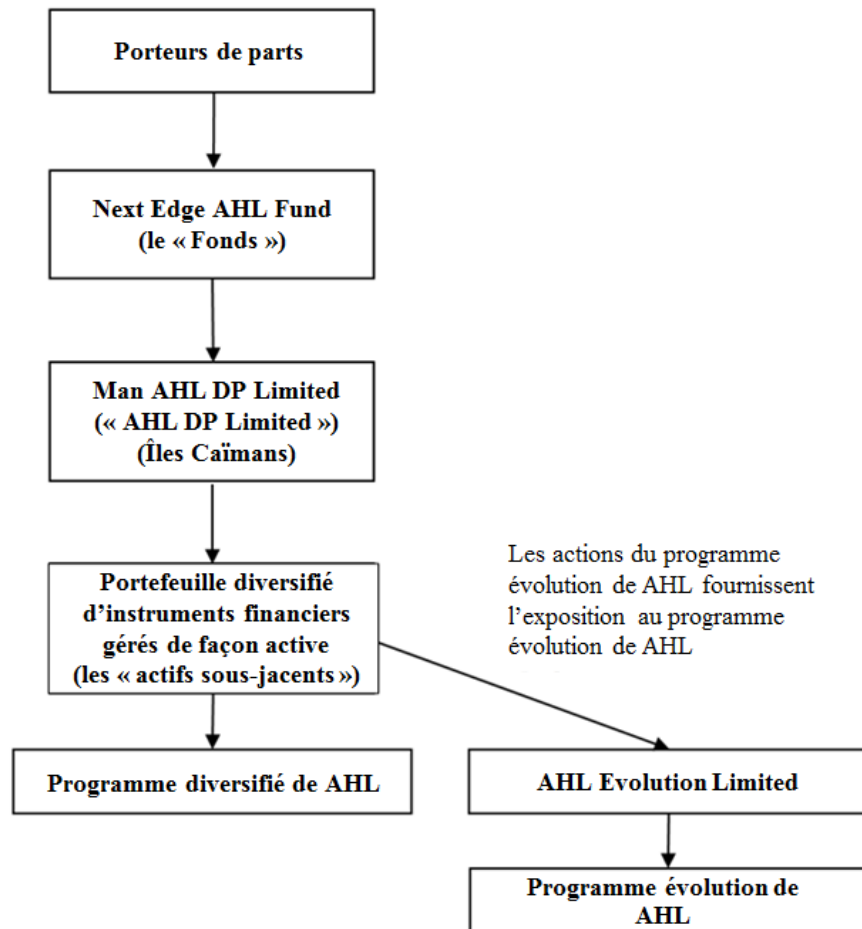 Porteurs de parts
Next Edge AHL Fund
(le « Fonds »)
Man AHL DP Limited
(« AHL DP Limited »)
(Îles Caïmans)
Portefeuille diversifié
d’instruments financiers
gérés de façon active
(les « actifs sous-jacents »)
Les actions du programme
évolution de AHL fournissent
l’exposition au programme
évolution de AHL
Programme diversifié de AHL
AHL Evolution Limited
Programme évolution de
AHL